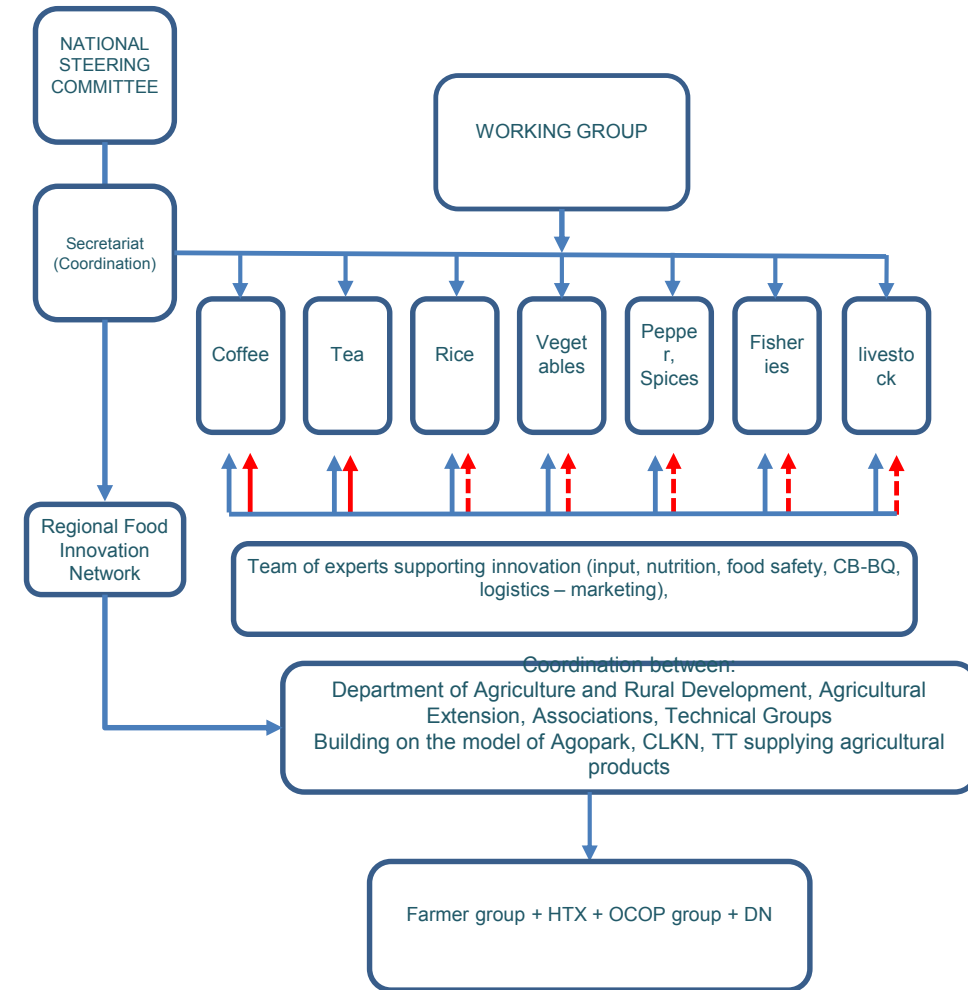 NATIONAL
STEERING
COMMITTEE
WORKING GROUP
Secretariat
(Coordination)
Coffee
Tea
Rice
Veget
ables
Peppe
r,
Spices
Fisher
ies
livesto
ck
Regional Food
Innovation
Network
Team of experts supporting innovation (input, nutrition, food safety, CB-BQ,
logistics – marketing),
Coordination between:
Department of Agriculture and Rural Development, Agricultural
Extension, Associations, Technical Groups
Building on the model of Agopark, CLKN, TT supplying agricultural
products
Farmer group + HTX + OCOP group + DN